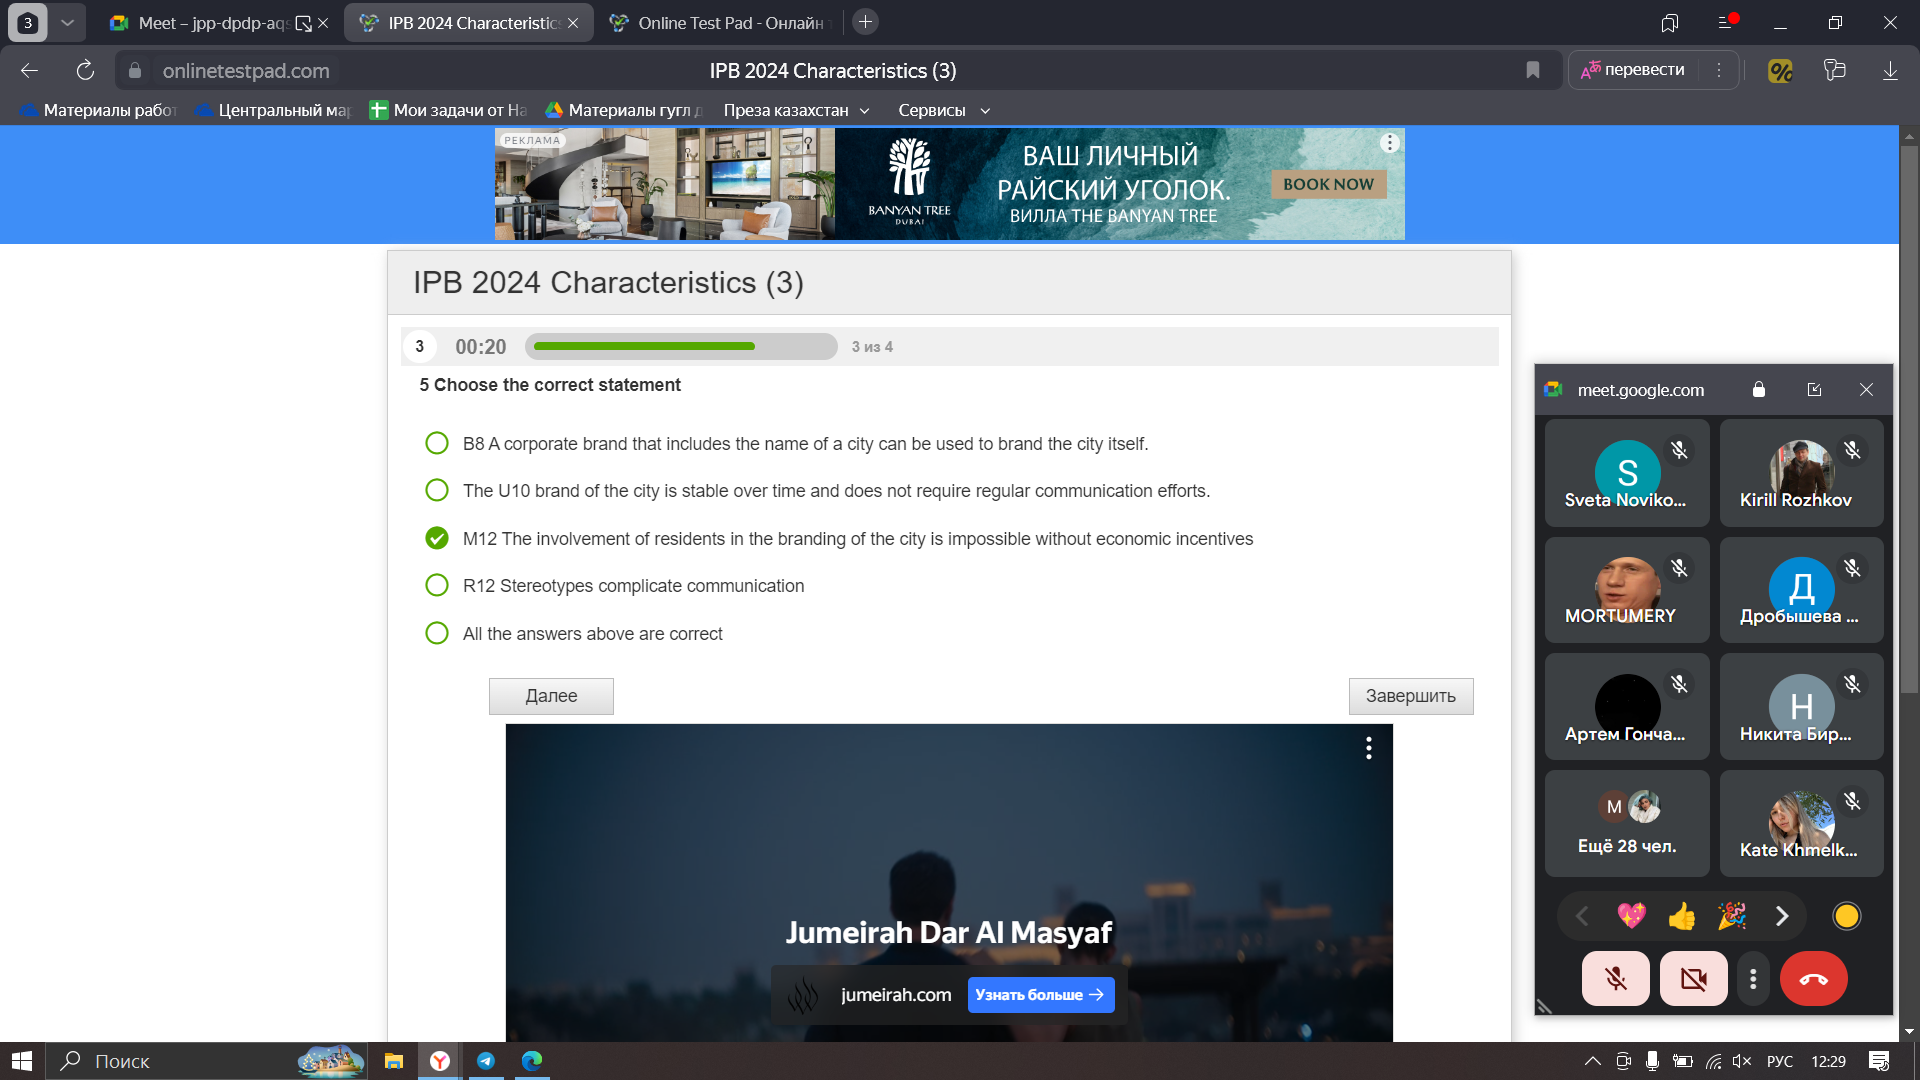 3
Meet – jpp-dpdp-aqs
IPB 2024 Characteristics
Online Test Pad - Онлайн т
onlinetestpad.com
IPB 2024 Characteristics (3)
перевести
Материалы работ
Центральный мар
Мои задачи от На
Материалы гугл д
Преза казахстан
Сервисы
РЕКЛАМА
BANYAN TREE
DUBAI
ВАШ ЛИЧНЫЙ
РАЙСКИЙ УГОЛОК.
ВИЛЛА THE BANYAN TREE
BOOK NOW
IPB 2024 Characteristics (3)
3
00:20
3 из 4
5 Choose the correct statement
B8 A corporate brand that includes the name of a city can be used to brand the city itself.
The U10 brand of the city is stable over time and does not require regular communication efforts.
M12 The involvement of residents in the branding of the city is impossible without economic incentives
R12 Stereotypes complicate communication
All the answers above are correct
Далее
Завершить
Jumeirah Dar Al Masyaf
jumeirah.com
Узнать больше →
meet.google.com
S
Sveta Noviko...
Kirill Rozhkov
MORTUMERY
Д
Дробышева ...
Артем Гонча...
Н
Никита Бир...
M
Ещё 28 чел.
Kate Khmelk...
Поиск
РУС
12:29